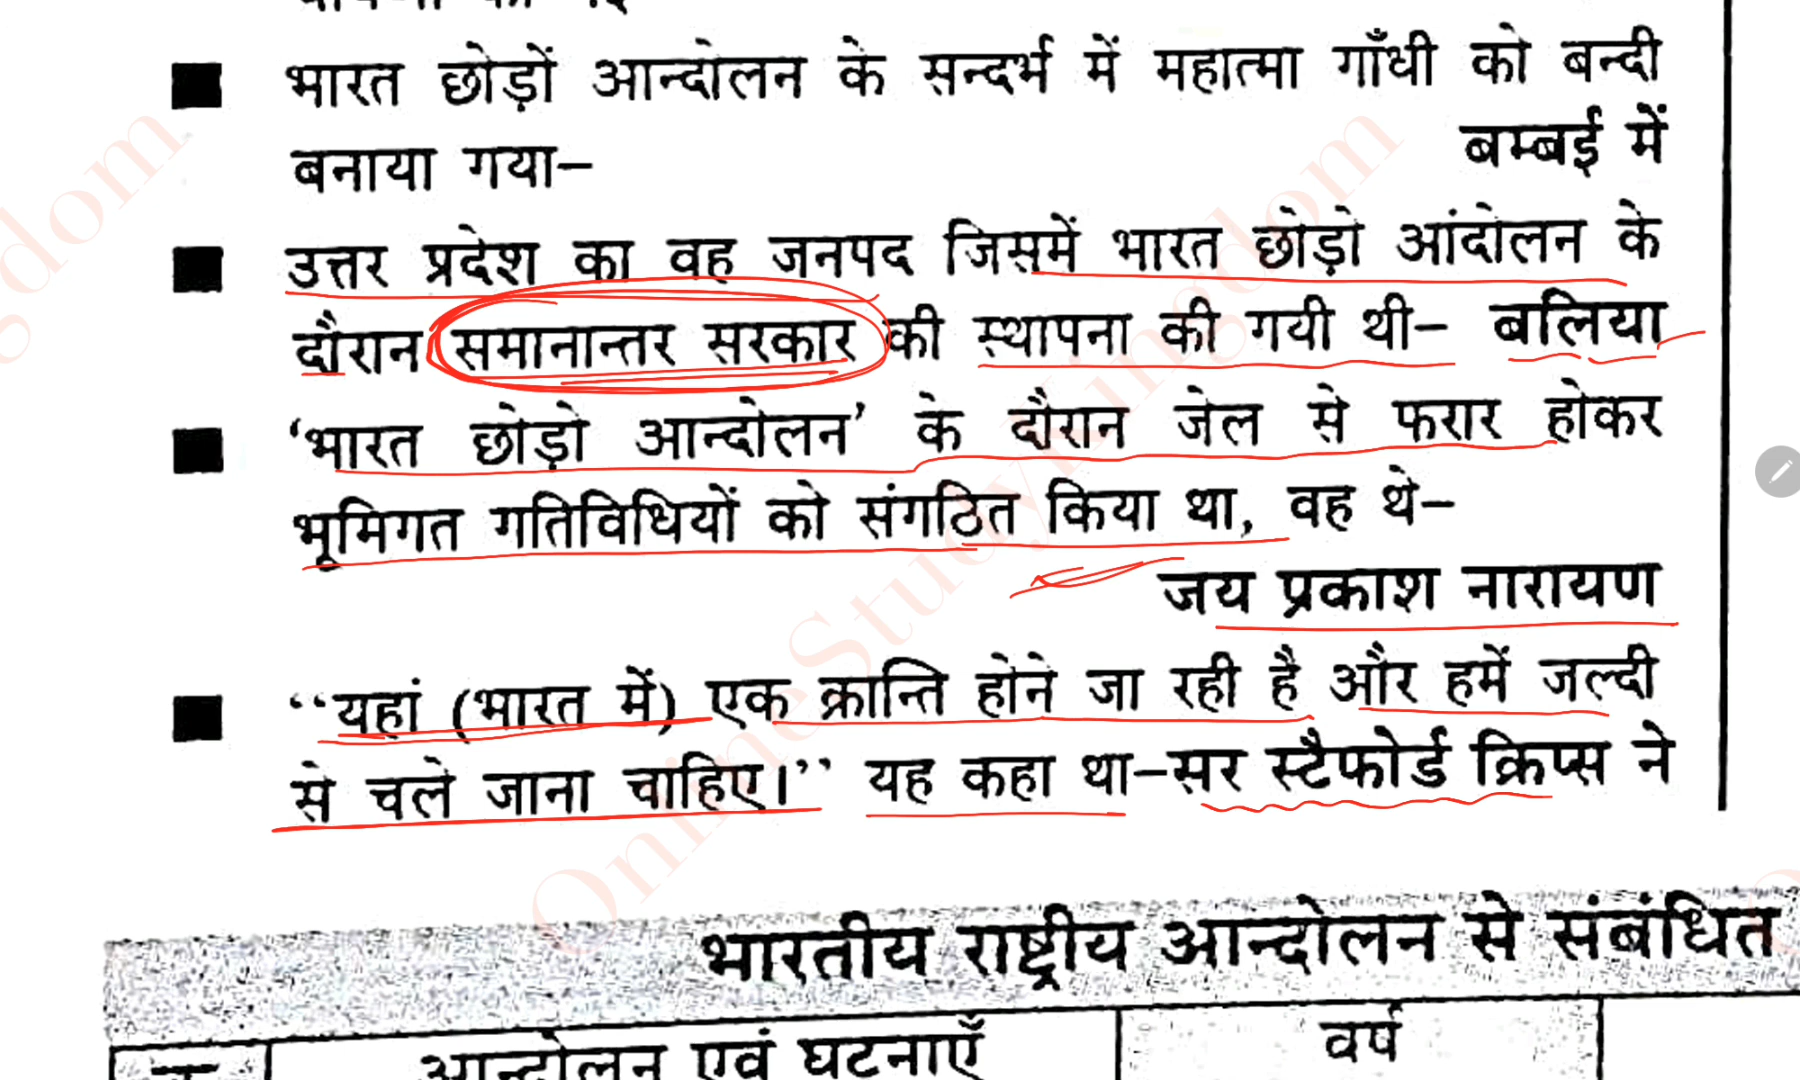 भारत छोड़ों आन्दोलन के सन्दर्भ में महात्मा गाँधी को बन्दी
बनाया गया– बम्बई में
उत्तर प्रदेश का वह जनपद जिसमें भारत छोड़ो आंदोलन के
दौरान समानान्तर सरकार की स्थापना की गयी थी– बलिया
‘भारत छोड़ो आन्दोलन’ के दौरान जेल से फरार होकर
भूमिगत गतिविधियों को संगठित किया था, वह थे–
जय प्रकाश नारायण
“यहां (भारत में) एक क्रान्ति होने जा रही है और हमें जल्दी
से चले जाना चाहिए।” यह कहा था–सर स्टैफोर्ड क्रिप्स ने
भारतीय राष्ट्रीय आन्दोलन से संबंधित
आन्दोलन एवं घटनाएँ वर्ष
OnlineStudyKingdom